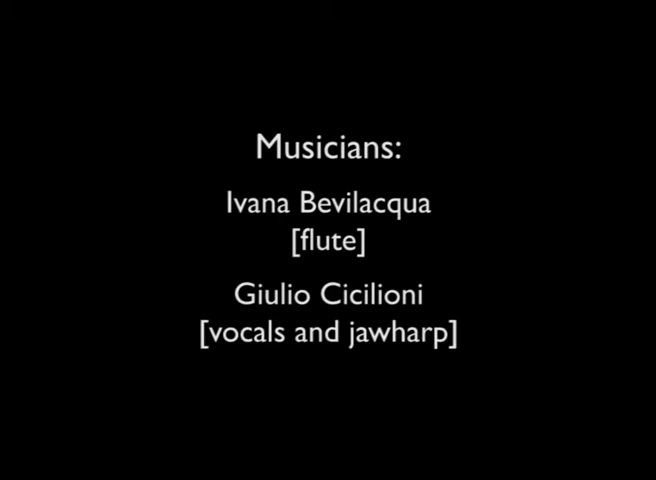 Musicians:
Ivana Bevilacqua
[flute]
Giulio Cicilioni
[vocals and jawharp]